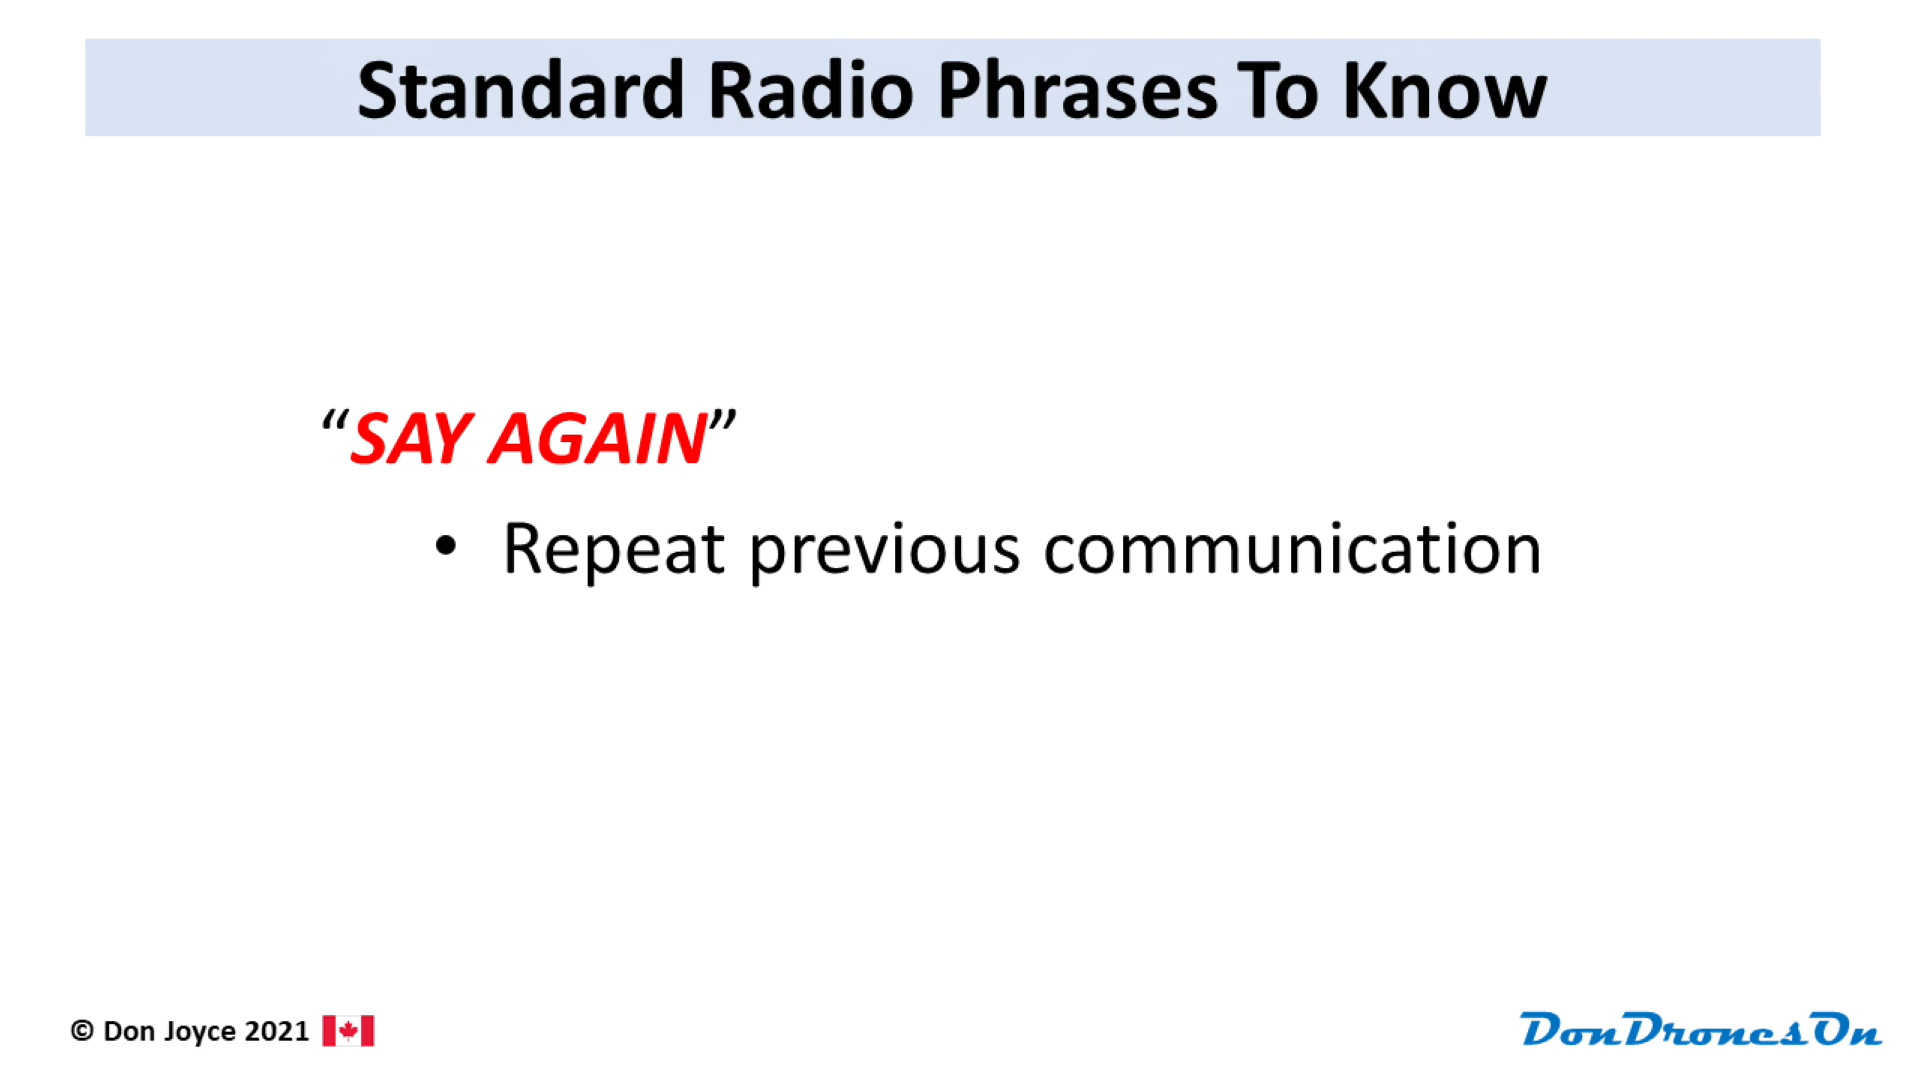 Standard Radio Phrases To Know
“SAY AGAIN”
• Repeat previous communication
© Don Joyce 2021
DonDronesOn